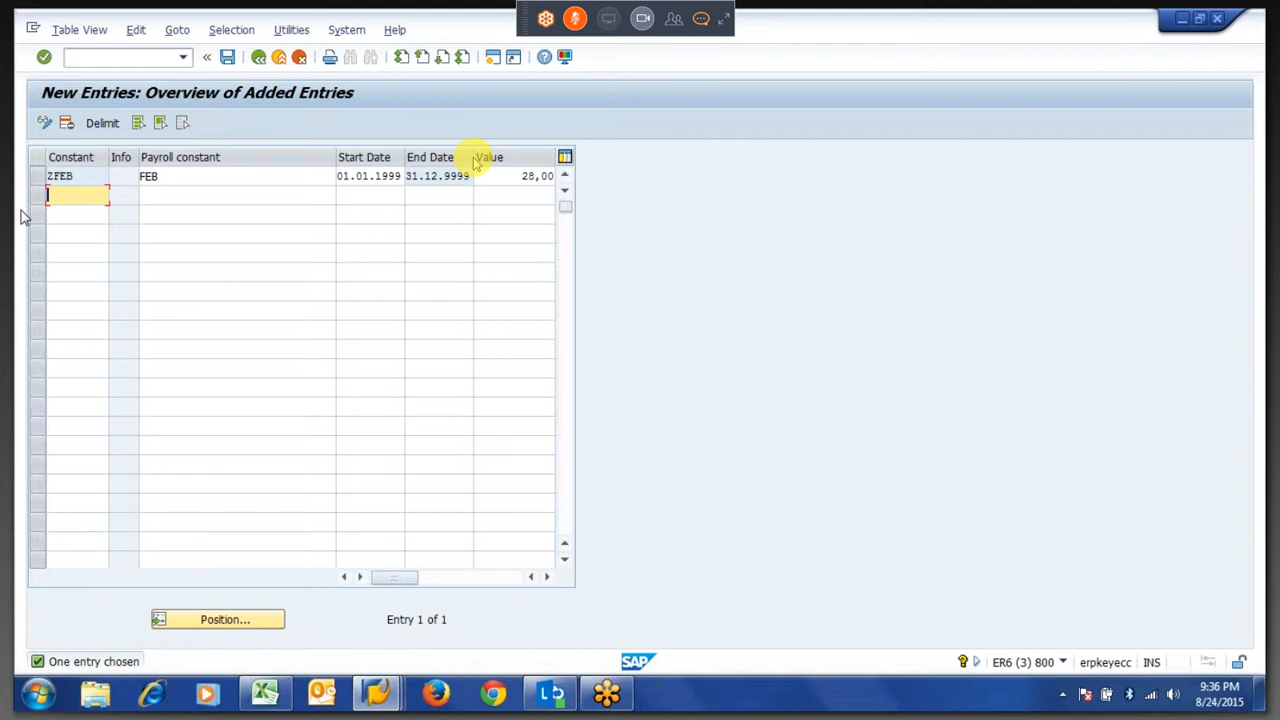 Table View Edit Goto Selection Utilities System Help
New Entries: Overview of Added Entries
Delimit
Constant Info Payroll constant Start Date End Date Value
ZFEB FEB 01.01.1999 31.12.9999 28,00
Position... Entry 1 of 1
One entry chosen SAP ER6 (3) 800 erpkeyecc INS
9:36 PM
8/24/2015